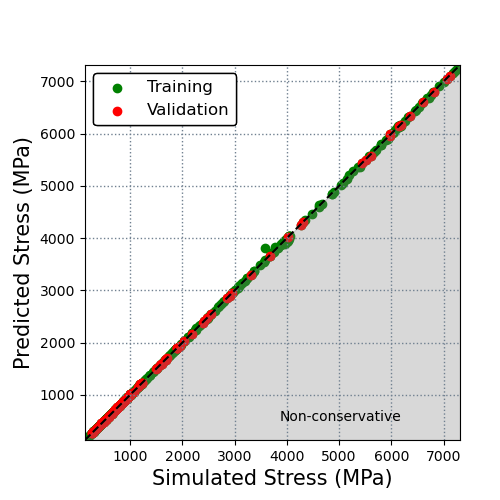 Training
Validation
7000
6000
5000
4000
3000
2000
1000
Predicted Stress (MPa)
Non-conservative
1000 2000 3000 4000 5000 6000 7000
Simulated Stress (MPa)